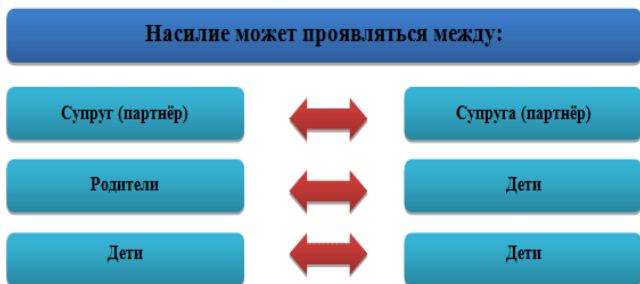 Насилие может проявляться между:
Супруг (партнёр)
Супруга (партнёр)
Родители
Дети
Дети
Дети